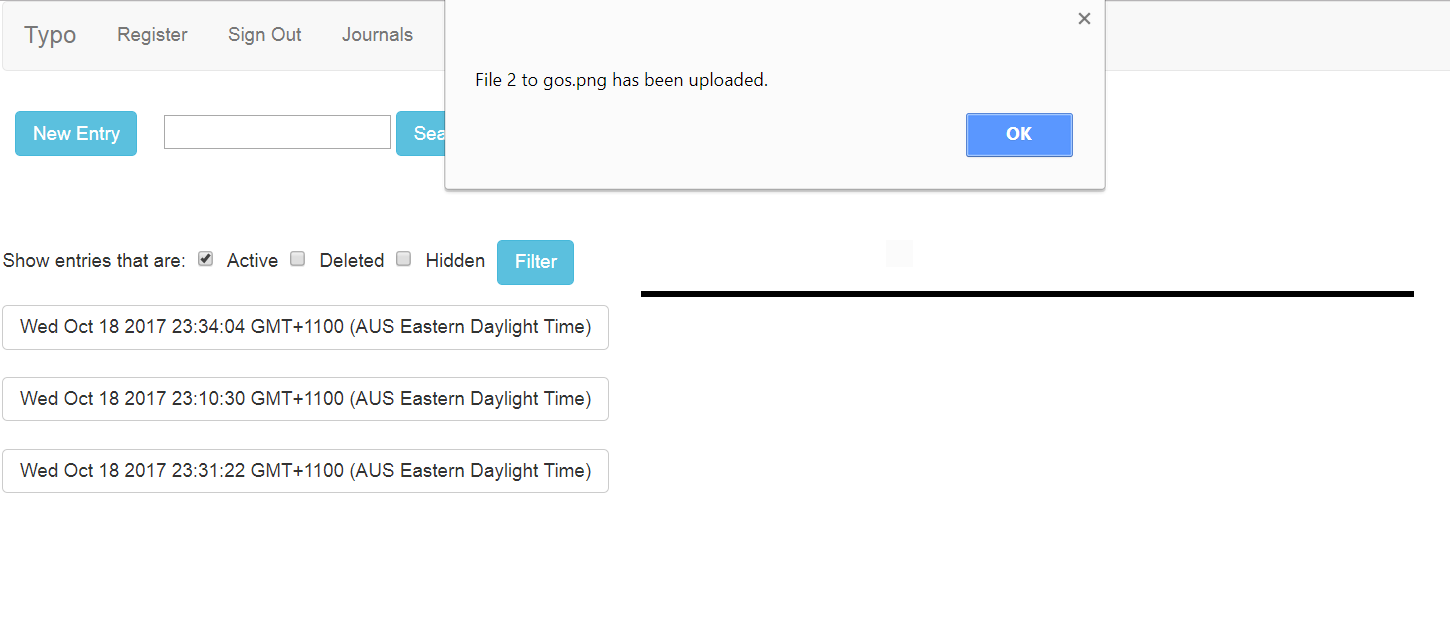 Typo Register Sign Out Journals
File 2 to gos.png has been uploaded.
OK
New Entry Sea
Show entries that are: Active Deleted Hidden Filter
Wed Oct 18 2017 23:34:04 GMT+1100 (AUS Eastern Daylight Time)
Wed Oct 18 2017 23:10:30 GMT+1100 (AUS Eastern Daylight Time)
Wed Oct 18 2017 23:31:22 GMT+1100 (AUS Eastern Daylight Time)